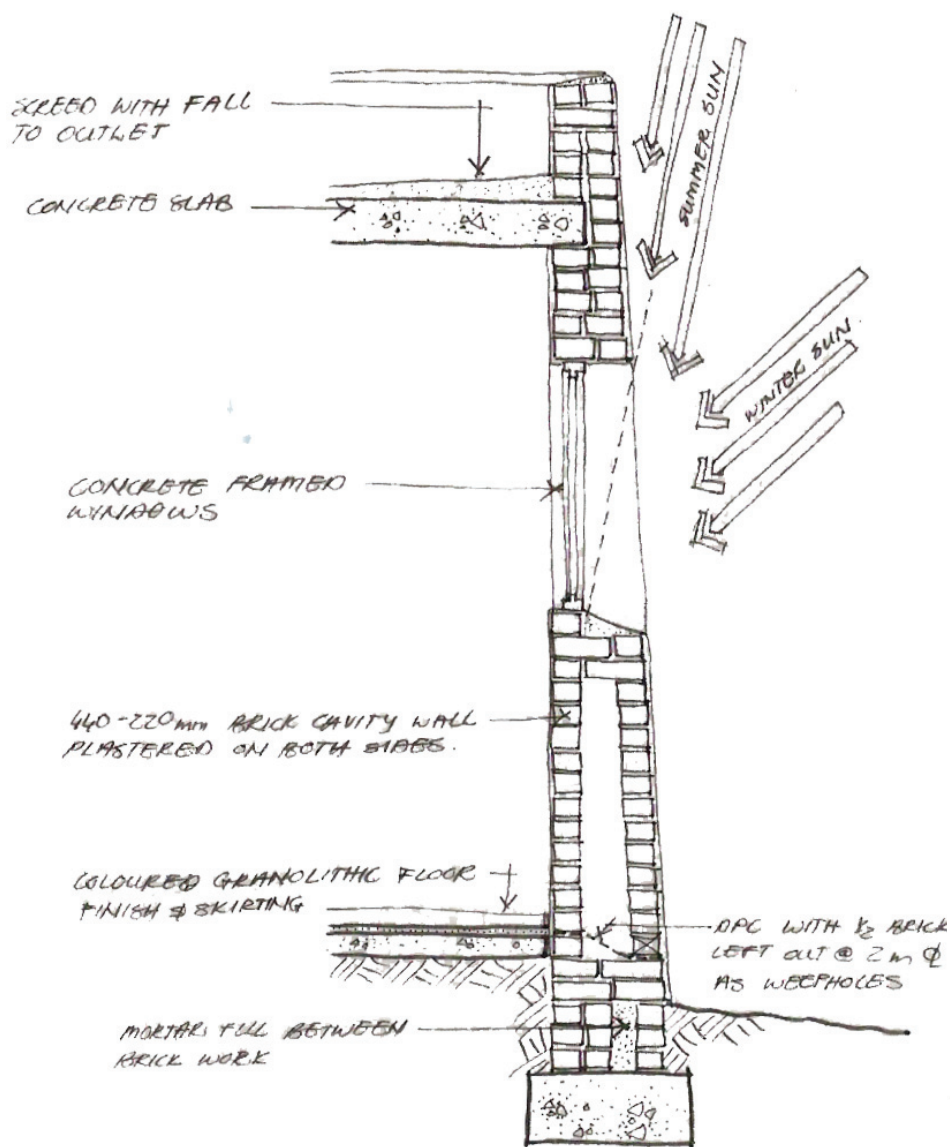 SCREED WITH FALL
TO OUTLET
CONCRETE SLAB
SUMMER SUN
WINTER SUN
CONCRETE FRAMED
WINDOWS
440-220mm BRICK CAVITY WALL
PLASTERED ON BOTH SIDES.
COLOURED GRANOLITHIC FLOOR
FINISH & SKIRTING
DPC WITH ½ BRICK
LEFT OUT @ 2m ℄
AS WEEPHOLES
MORTAR FILL BETWEEN
BRICK WORK